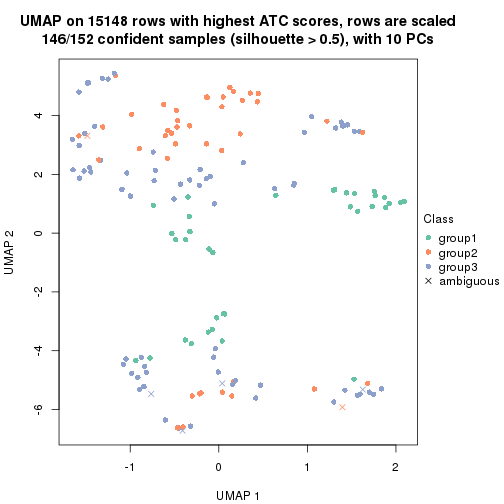 UMAP on 15148 rows with highest ATC scores, rows are scaled
146/152 confident samples (silhouette > 0.5), with 10 PCs
4
2
0
-2
-4
-6
UMAP 2
-1
0
1
2
UMAP 1
Class
group1
group2
group3
ambiguous